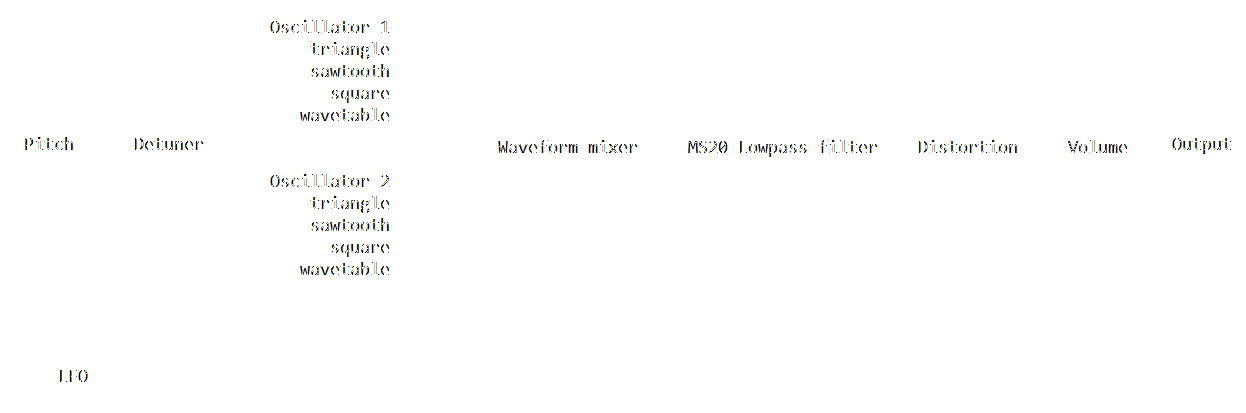 Oscillator 1
triangle
sawtooth
square
wavetable
Pitch
Detuner
Waveform mixer
MS20 Lowpass filter
Distortion
Volume
Output
Oscillator 2
triangle
sawtooth
square
wavetable
LFO